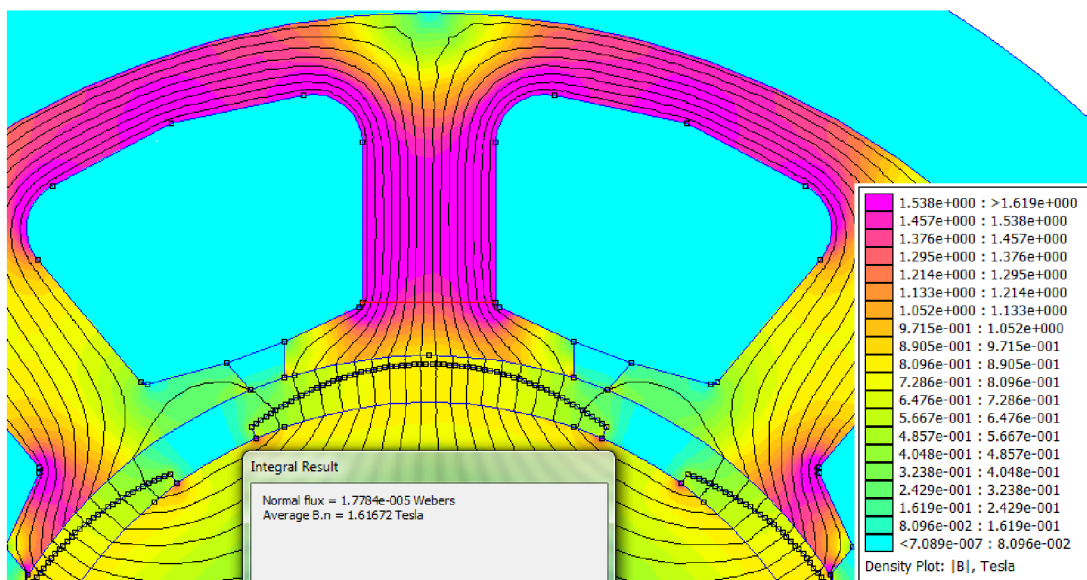 1.538e+000 : >1.619e+000
1.457e+000 : 1.538e+000
1.376e+000 : 1.457e+000
1.295e+000 : 1.376e+000
1.214e+000 : 1.295e+000
1.133e+000 : 1.214e+000
1.052e+000 : 1.133e+000
9.715e-001 : 1.052e+000
8.905e-001 : 9.715e-001
8.096e-001 : 8.905e-001
7.286e-001 : 8.096e-001
6.476e-001 : 7.286e-001
5.667e-001 : 6.476e-001
4.857e-001 : 5.667e-001
4.048e-001 : 4.857e-001
3.238e-001 : 4.048e-001
2.429e-001 : 3.238e-001
1.619e-001 : 2.429e-001
8.096e-002 : 1.619e-001
<7.089e-007 : 8.096e-002
Density Plot: |B|, Tesla
Integral Result
Normal flux = 1.7784e-005 Webers
Average B.n = 1.61672 Tesla